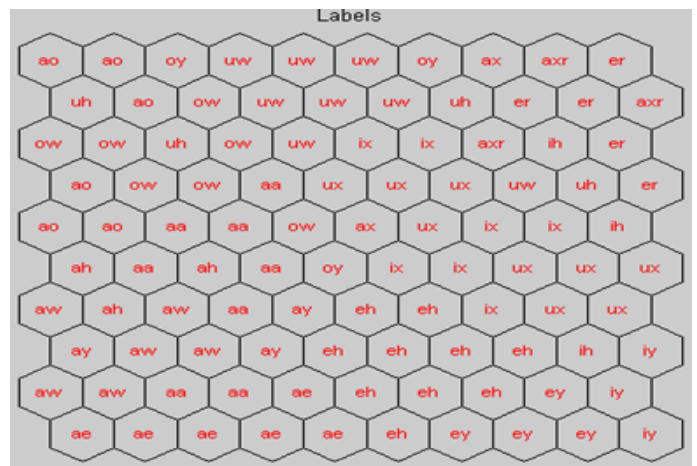 Labels
ao ao oy uw uw uw oy ax axr er
uh ao ow uw uw uw uh er er axr
ow ow uh ow uw ix ix axr ih er
ao ow ow aa ux ux ux uw uh er
ao ao aa aa ow ax ux ix ix ih
ah aa ah aa oy ix ix ux ux ux
aw ah aw aa ay eh eh ix ux ux
ay aw aw ay eh eh eh eh ih iy
aw aw aa aa ae eh eh eh ey iy
ae ae ae ae ae eh ey ey ey iy